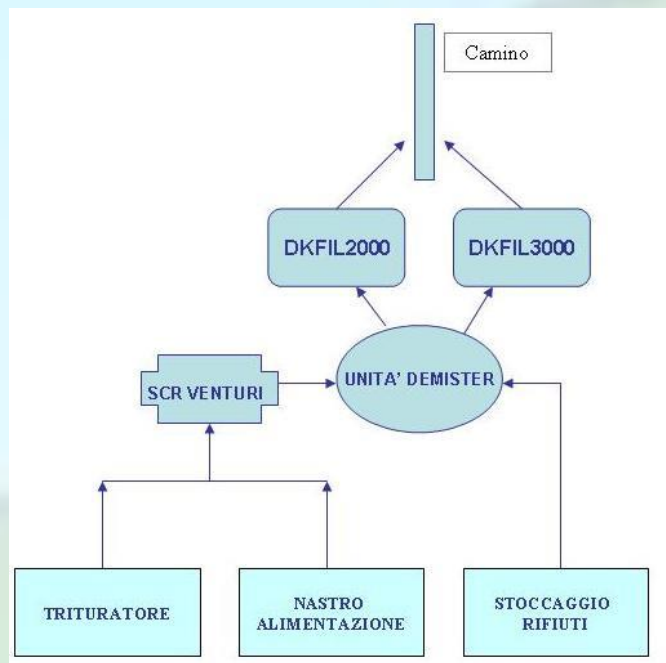 Camino
DKFIL2000
DKFIL3000
SCR VENTURI
UNITA' DEMISTER
TRITURATORE
NASTRO
ALIMENTAZIONE
STOCCAGGIO
RIFIUTI